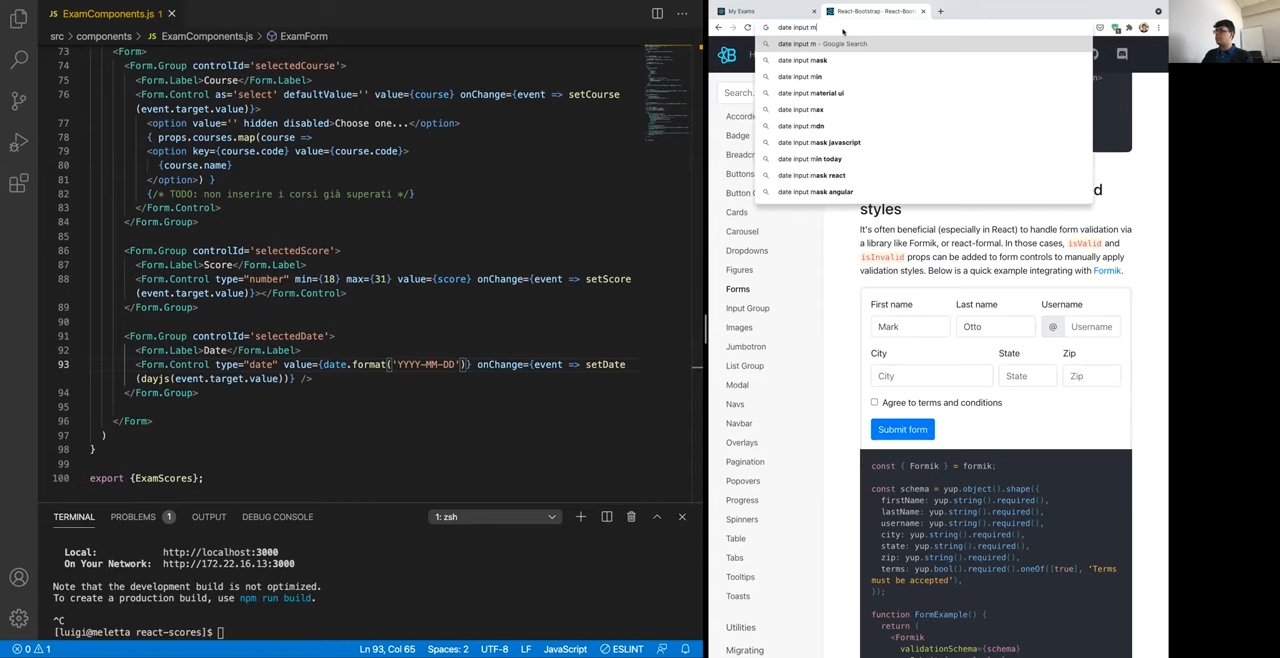 ExamComponents.js 1
src > components > ExamComponents.js > ExamForm
73 <Form>
74 <Form.Group controlId='selectedCourse'>
75 <Form.Label>Course</Form.Label>
76 <Form.Control as='select' defaultValue='' value={course} onChange={event => setCourse
(event.target.value)}>
77 <option value='' hidden disabled>Choose one...</option>
78 { props.courses.map(course =>
79 <option key={course.code} value={course.code}>
80 {course.name}
81 </option>) }
82 {/* TODO: non inserire i corsi già superati */}
83 </Form.Control>
84 </Form.Group>
85
86 <Form.Group controlId='selectedScore'>
87 <Form.Label>Score</Form.Label>
88 <Form.Control type="number" min={18} max={31} value={score} onChange={event => setScore
(event.target.value)}></Form.Control>
89 </Form.Group>
90
91 <Form.Group controlId='selectedDate'>
92 <Form.Label>Date</Form.Label>
93 <Form.Control type="date" value={date.format('YYYY-MM-DD')} onChange={event => setDate
(dayjs(event.target.value))} />
94 </Form.Group>
95
96 </Form>
97 )
98 }
99
100 export {ExamScores};
TERMINAL PROBLEMS 1 OUTPUT DEBUG CONSOLE 1: zsh
Local: http://localhost:3000
On Your Network: http://172.22.16.13:3000
Note that the development build is not optimized.
To create a production build, use npm run build.
^C
[luigi@meletta react-scores]$
0 1 Ln 93, Col 65 Spaces: 2 UTF-8 LF JavaScript ESLINT
My Exams React-Bootstrap · React-Boots
date input m
date input m - Google Search
date input mask
date input min
date input material ui
date input max
date input mdn
date input mask javascript
date input min today
date input mask react
date input mask angular
Search...
Accordi
Badge
Breadcr
Buttons
Button G
Cards
Carousel
Dropdowns
Figures
Forms
Input Group
Images
Jumbotron
List Group
Modal
Navs
Navbar
Overlays
Pagination
Popovers
Progress
Spinners
Table
Tabs
Tooltips
Toasts
Utilities
Migrating
d
styles
It's often beneficial (especially in React) to handle form validation via
a library like Formik, or react-formal. In those cases, isValid and
isInvalid props can be added to form controls to manually apply
validation styles. Below is a quick example integrating with Formik.
First name Last name Username
Mark Otto @ Username
City State Zip
City State Zip
Agree to terms and conditions
Submit form
const { Formik } = formik;
const schema = yup.object().shape({
firstName: yup.string().required(),
lastName: yup.string().required(),
username: yup.string().required(),
city: yup.string().required(),
state: yup.string().required(),
zip: yup.string().required(),
terms: yup.bool().required().oneOf([true], 'Terms
must be accepted'),
});
function FormExample() {
return (
<Formik
validationSchema={schema}